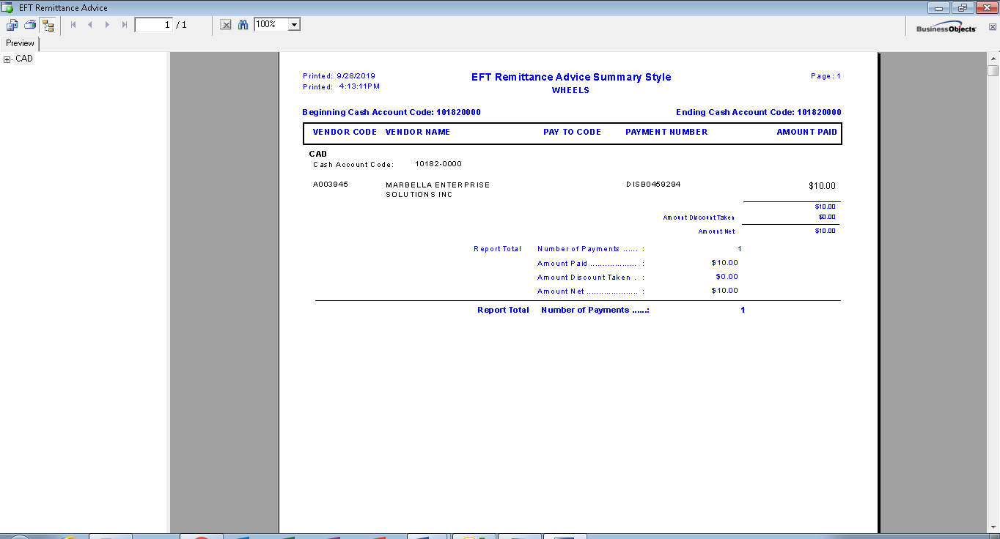 EFT Remittance Advice
1 / 1
100%
BusinessObjects
Preview
CAD
Printed: 9/28/2019 EFT Remittance Advice Summary Style Page: 1
Printed: 4:13:11PM WHEELS
Beginning Cash Account Code: 101820000 Ending Cash Account Code: 101820000
VENDOR CODE VENDOR NAME PAY TO CODE PAYMENT NUMBER AMOUNT PAID
CAD
Cash Account Code: 10182-0000
A003945 MARBELLA ENTERPRISE DISB0459294 $10.00
SOLUTIONS INC
$10.00
Amount Discount Taken $0.00
Amount Net $10.00
Report Total Number of Payments ...... : 1
Amount Paid .................. : $10.00
Amount Discount Taken . : $0.00
Amount Net ..................... : $10.00
Report Total Number of Payments ......: 1